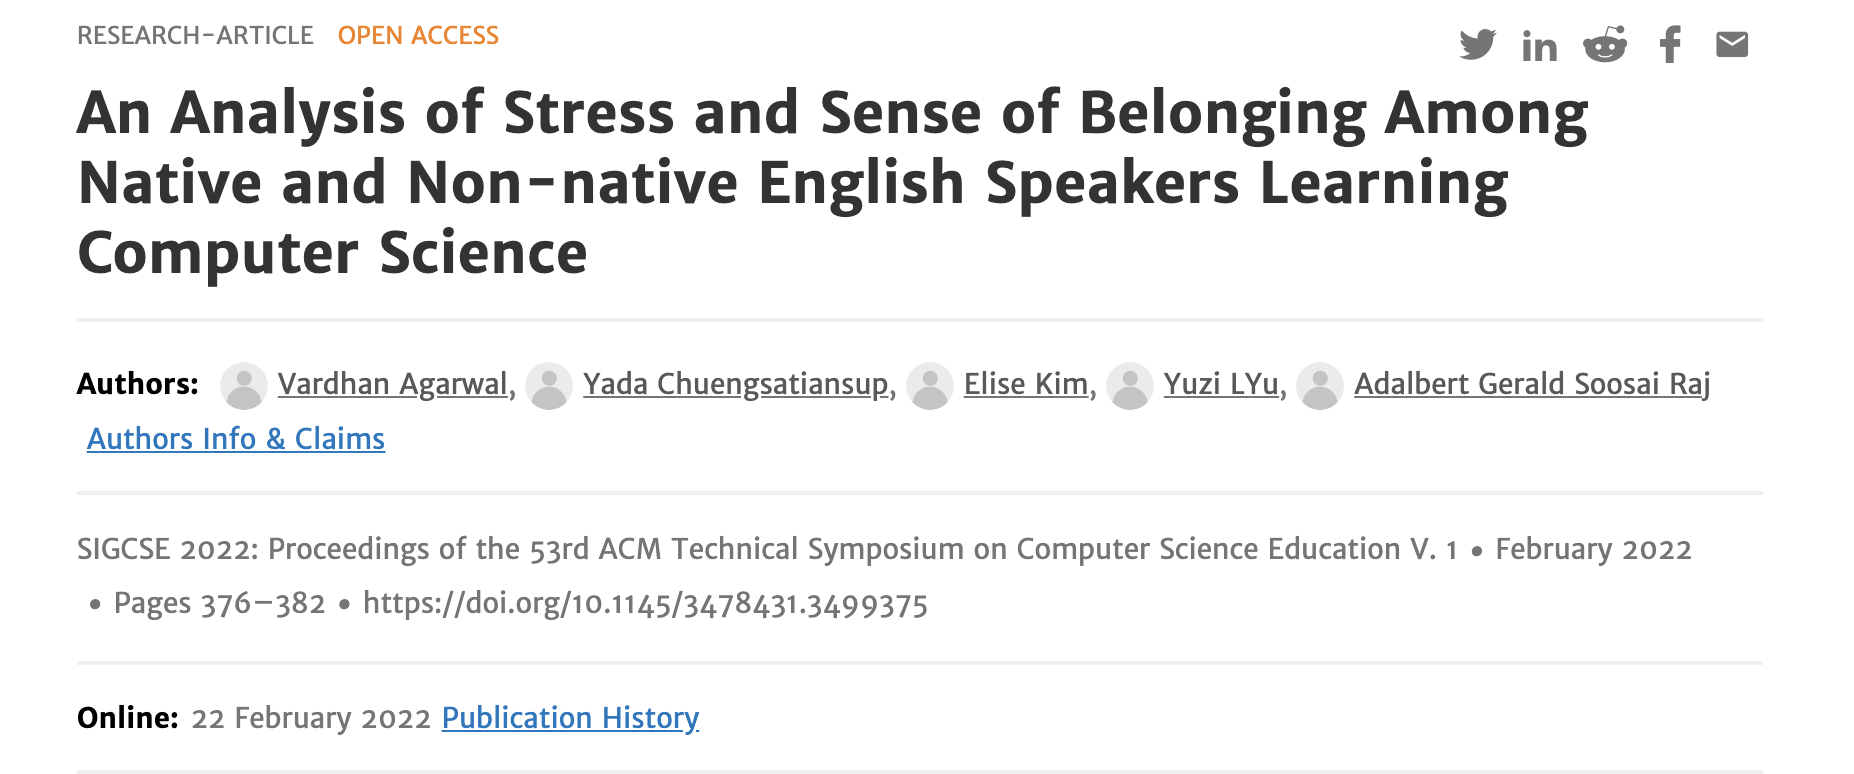 RESEARCH-ARTICLE OPEN ACCESS
An Analysis of Stress and Sense of Belonging Among
Native and Non-native English Speakers Learning
Computer Science
Authors: Vardhan Agarwal, Yada Chuengsatiansup, Elise Kim, Yuzi LYu, Adalbert Gerald Soosai Raj
Authors Info & Claims
SIGCSE 2022: Proceedings of the 53rd ACM Technical Symposium on Computer Science Education V. 1 • February 2022
• Pages 376–382 • https://doi.org/10.1145/3478431.3499375
Online: 22 February 2022 Publication History